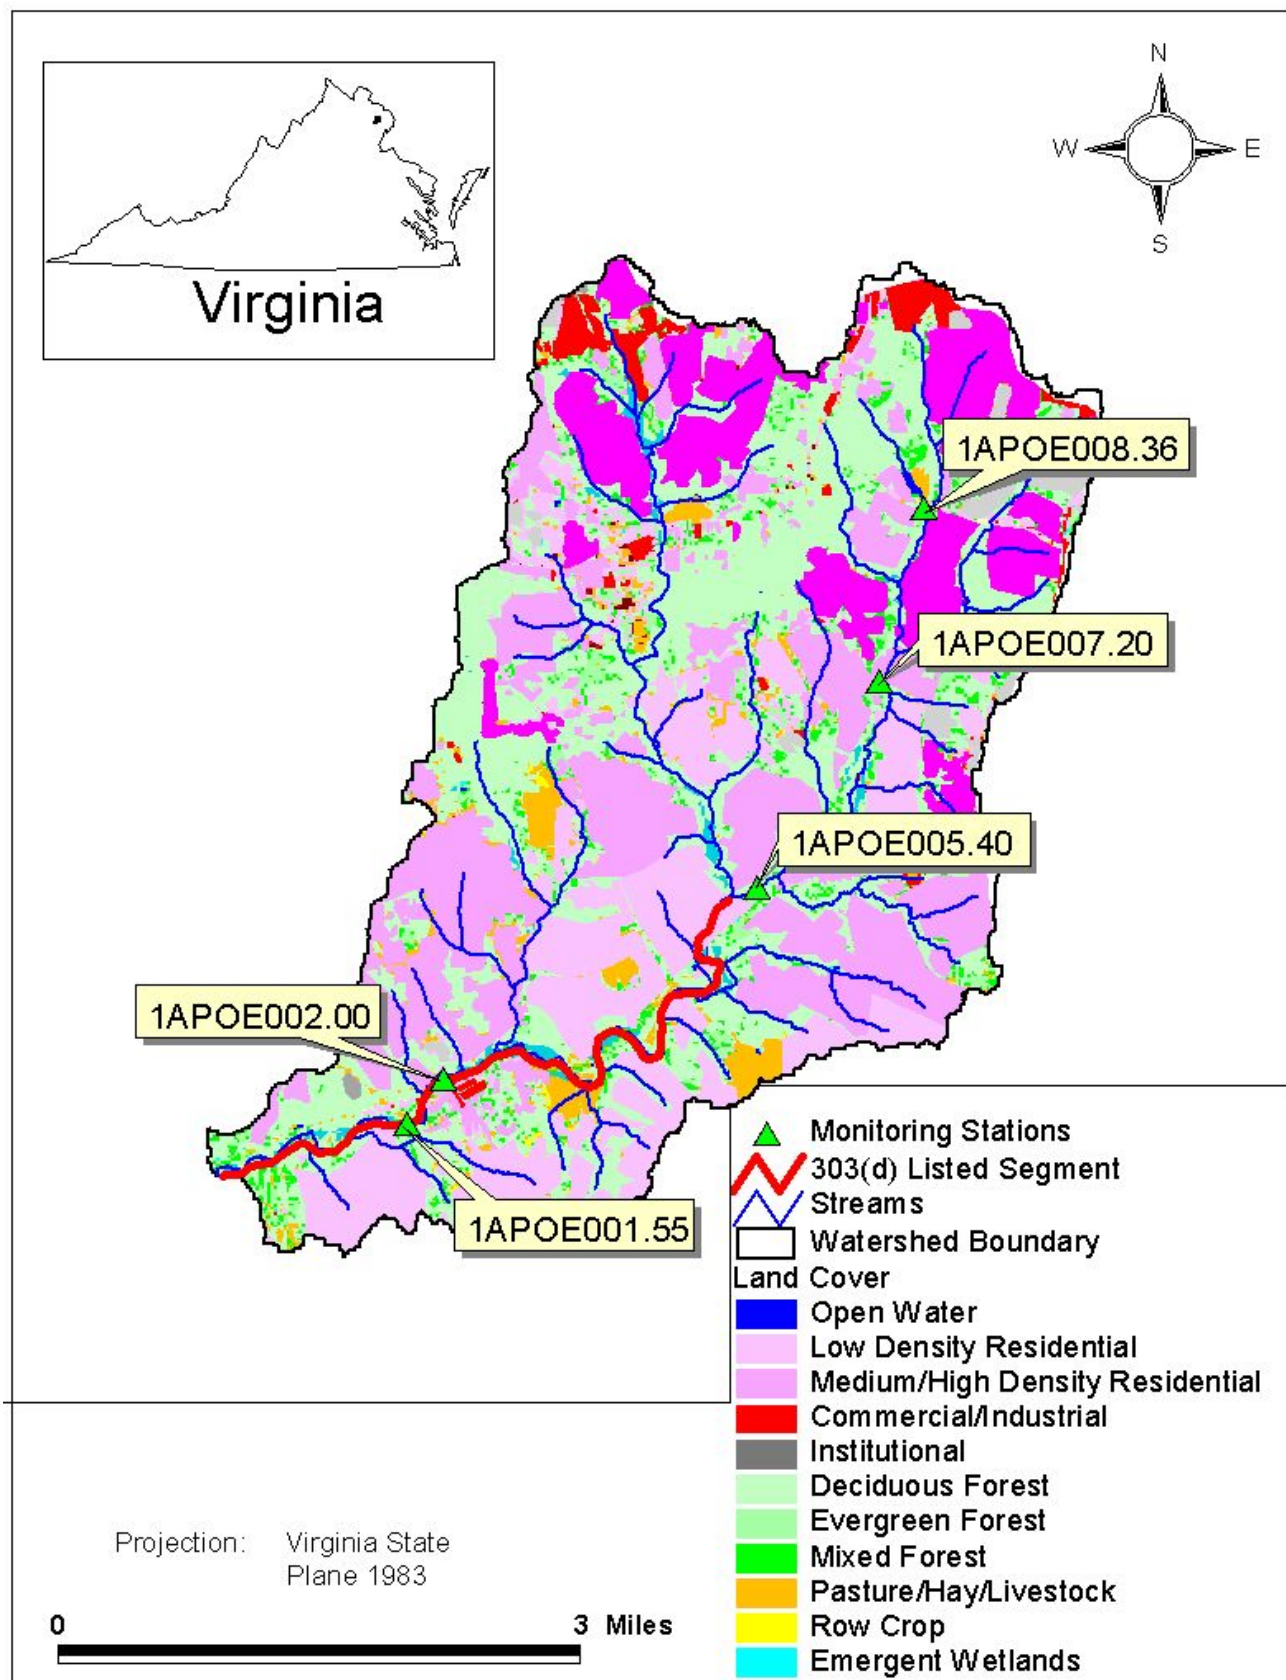 N
W E
S
Virginia
1APOE008.36
1APOE007.20
1APOE005.40
1APOE002.00
1APOE001.55
Monitoring Stations
303(d) Listed Segment
Streams
Watershed Boundary
Land Cover
Open Water
Low Density Residential
Medium/High Density Residential
Commercial/Industrial
Institutional
Deciduous Forest
Evergreen Forest
Mixed Forest
Pasture/Hay/Livestock
Row Crop
Emergent Wetlands
Projection: Virginia State
Plane 1983
0 3 Miles